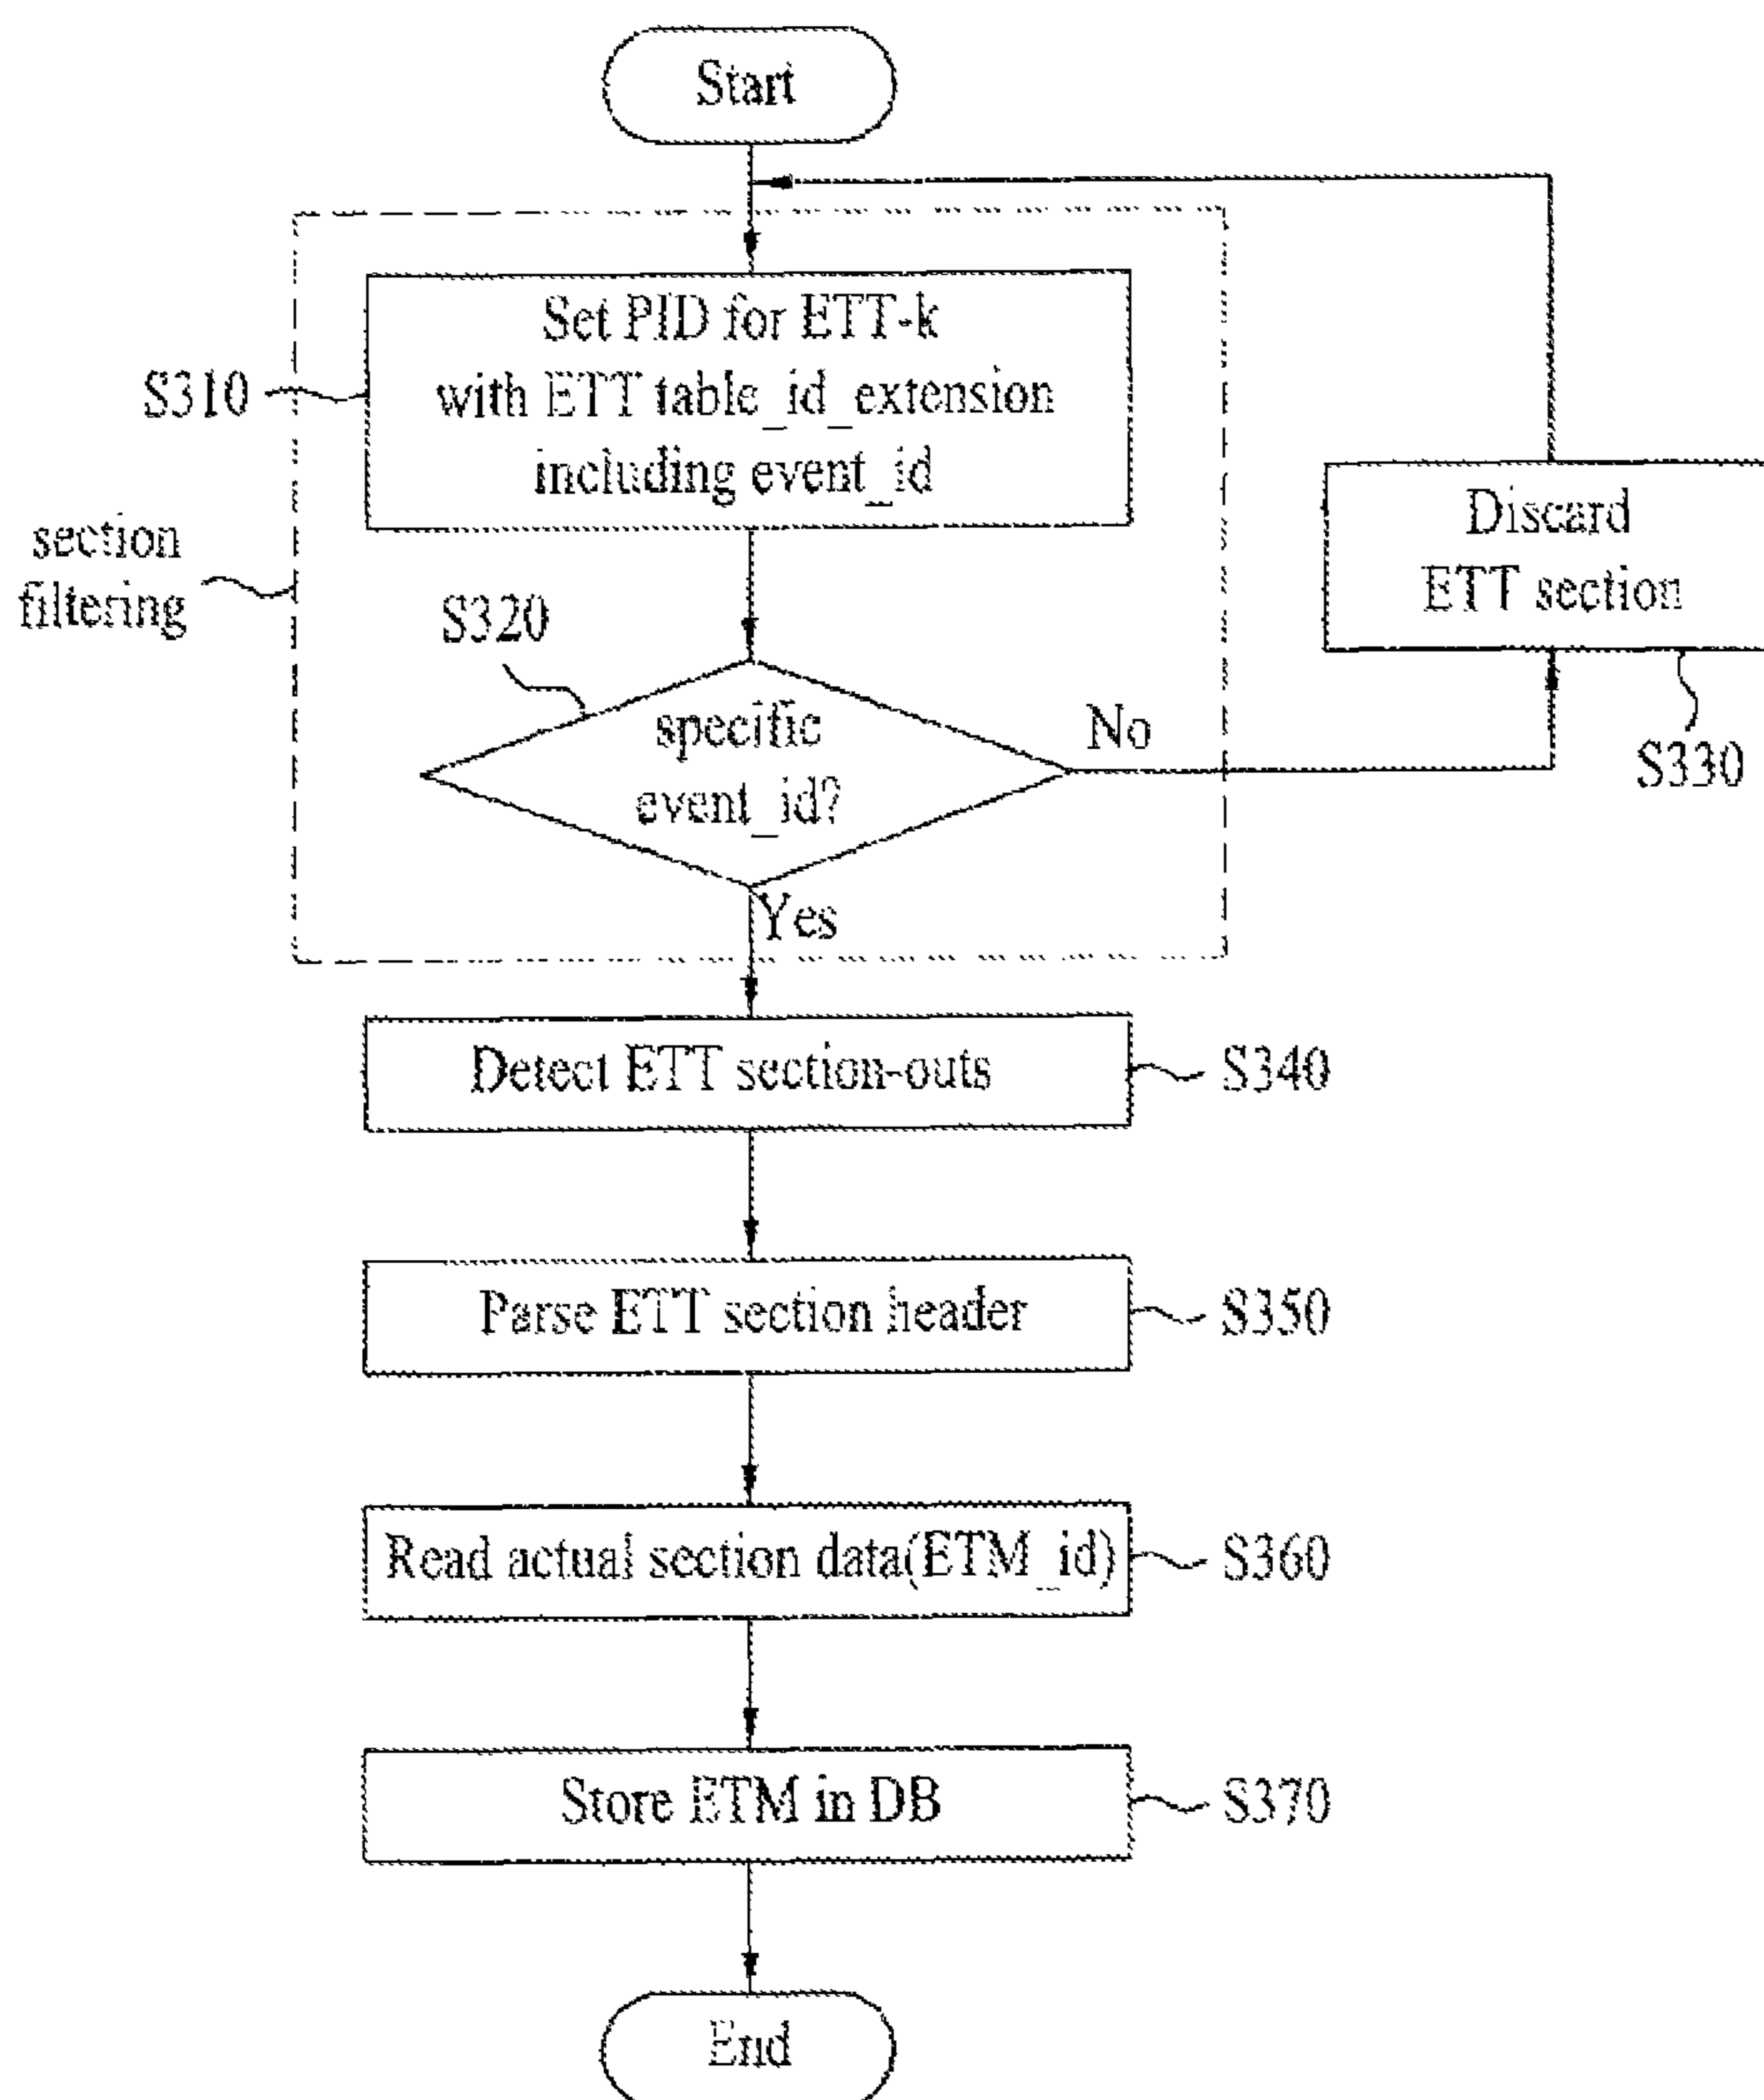 Start
Set PID for ETT-k
S310
with ETT table_id_extension
including event_id
section
filtering
Discard
ETT section
S320
specific
event_id?
No
S330
Yes
Detect ETT section-outs
S340
Parse ETT section header
S350
Read actual section data(ETM_id)
S360
Store ETM in DB
S370
End